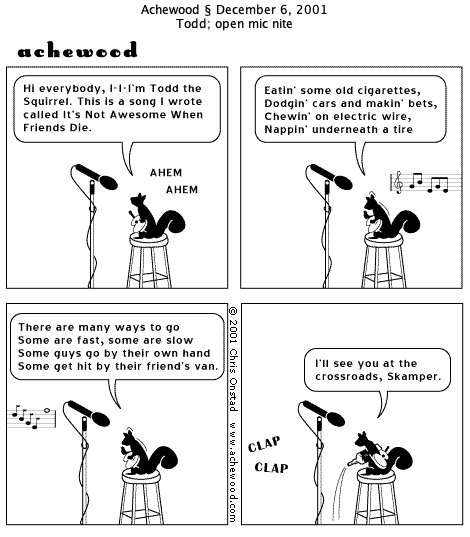 Achewood § December 6, 2001
Todd; open mic nite
achewood
Hi everybody, I-I-I'm Todd the
Squirrel. This is a song I wrote
called It's Not Awesome When
Friends Die.
AHEM
AHEM
Eatin' some old cigarettes,
Dodgin' cars and makin' bets,
Chewin' on electric wire,
Nappin' underneath a tire
There are many ways to go
Some are fast, some are slow
Some guys go by their own hand
Some get hit by their friend's van.
© 2001 Chris Onstad www.achewood.com
I'll see you at the
crossroads, Skamper.
CLAP
CLAP